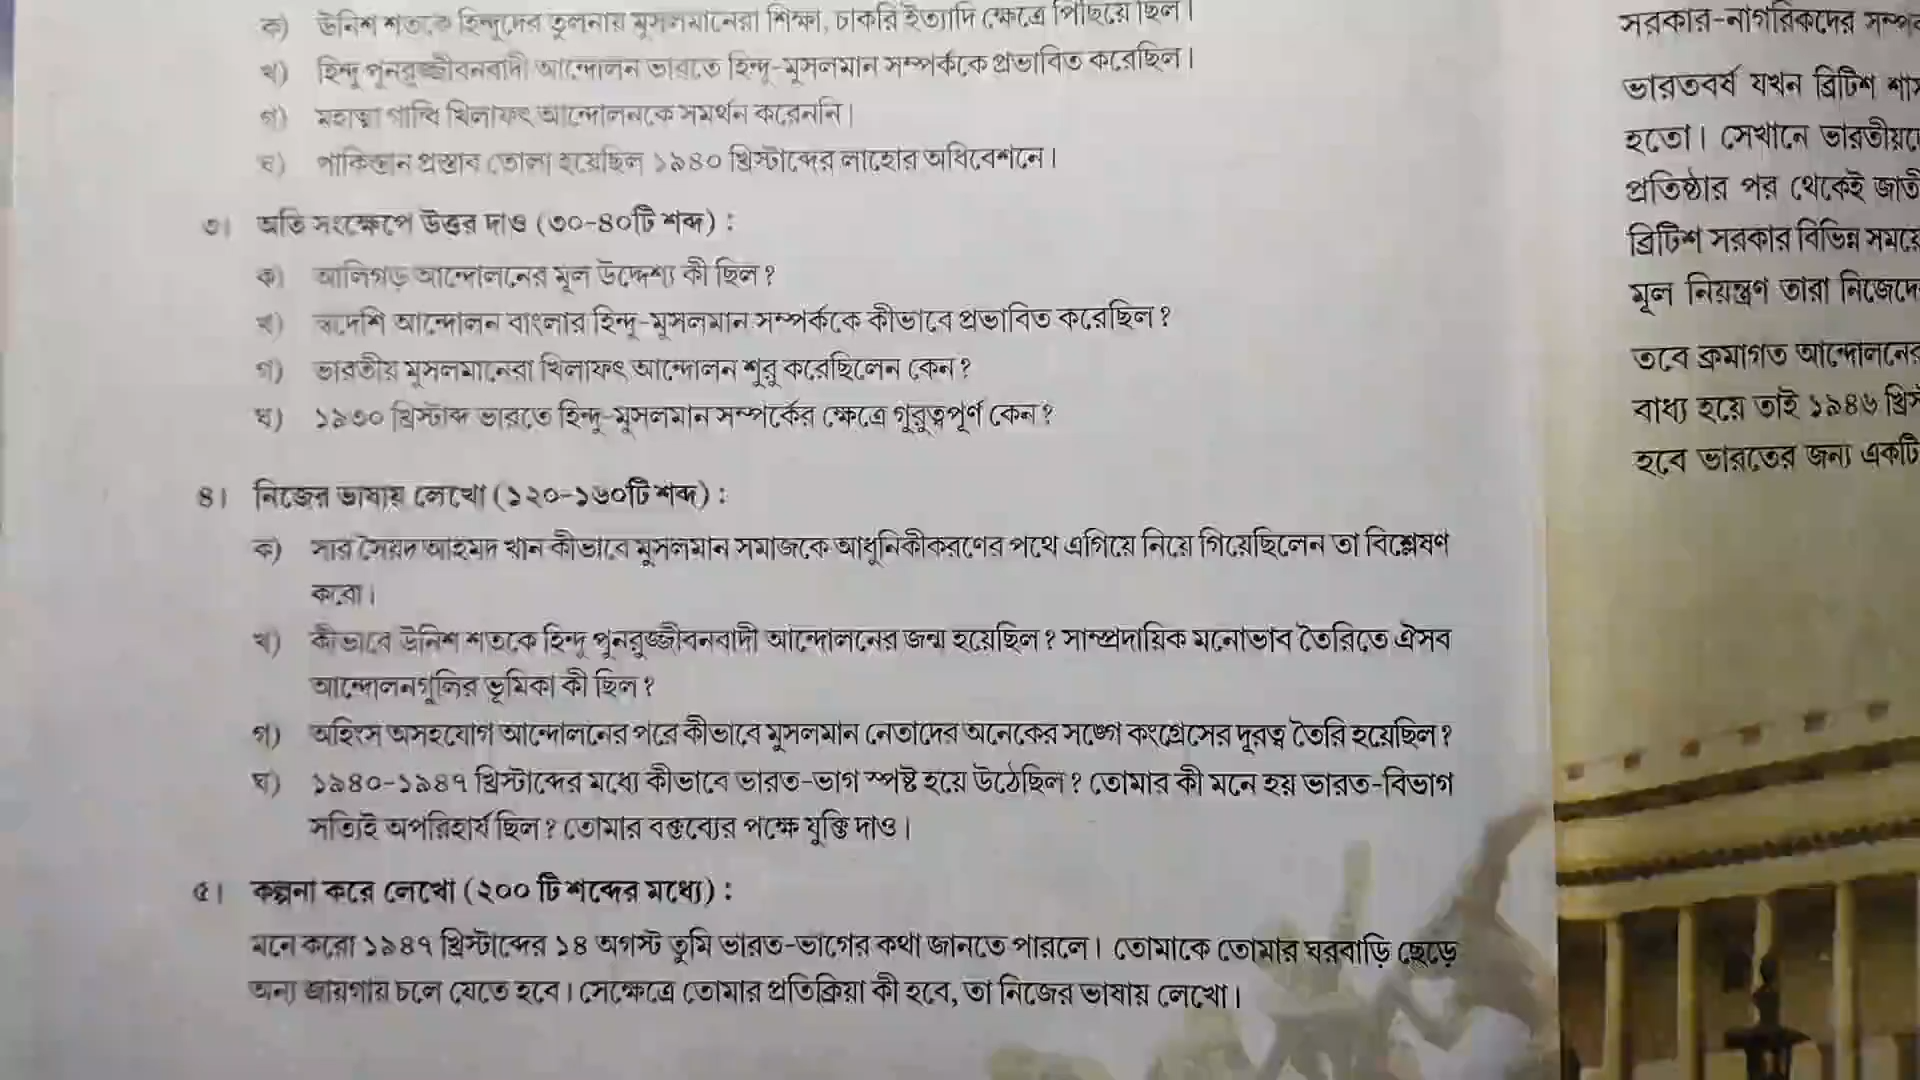 ক) উনিশ শতকে হিন্দুদের তুলনায় মুসলমানেরা শিক্ষা, চাকরি ইত্যাদি ক্ষেত্রে পিছিয়ে ছিল।
খ) হিন্দু পুনরুজ্জীবনবাদী আন্দোলন ভারতে হিন্দু-মুসলমান সম্পর্ককে প্রভাবিত করেছিল।
গ) মহাত্মা গান্ধি খিলাফৎ আন্দোলনকে সমর্থন করেননি।
ঘ) পাকিস্তান প্রস্তাব তোলা হয়েছিল ১৯৪০ খ্রিস্টাব্দের লাহোর অধিবেশনে।
৩। অতি সংক্ষেপে উত্তর দাও (৩০-৪০টি শব্দ) :
ক) আলিগড় আন্দোলনের মূল উদ্দেশ্য কী ছিল?
খ) স্বদেশি আন্দোলন বাংলার হিন্দু-মুসলমান সম্পর্ককে কীভাবে প্রভাবিত করেছিল?
গ) ভারতীয় মুসলমানেরা খিলাফৎ আন্দোলন শুরু করেছিলেন কেন?
ঘ) ১৯৩০ খ্রিস্টাব্দ ভারতে হিন্দু-মুসলমান সম্পর্কের ক্ষেত্রে গুরুত্বপূর্ণ কেন?
৪। নিজের ভাষায় লেখো (১২০-১৬০টি শব্দ) :
ক) স্যর সৈয়দ আহমদ খান কীভাবে মুসলমান সমাজকে আধুনিকীকরণের পথে এগিয়ে নিয়ে গিয়েছিলেন তা বিশ্লেষণ
করো।
খ) কীভাবে উনিশ শতকে হিন্দু পুনরুজ্জীবনবাদী আন্দোলনের জন্ম হয়েছিল? সাম্প্রদায়িক মনোভাব তৈরিতে ঐসব
আন্দোলনগুলির ভূমিকা কী ছিল?
গ) অহিংস অসহযোগ আন্দোলনের পরে কীভাবে মুসলমান নেতাদের অনেকের সঙ্গে কংগ্রেসের দূরত্ব তৈরি হয়েছিল?
ঘ) ১৯৪০-১৯৪৭ খ্রিস্টাব্দের মধ্যে কীভাবে ভারত-ভাগ স্পষ্ট হয়ে উঠেছিল? তোমার কী মনে হয় ভারত-বিভাগ
সত্যিই অপরিহার্য ছিল? তোমার বক্তব্যের পক্ষে যুক্তি দাও।
৫। কল্পনা করে লেখো (২০০ টি শব্দের মধ্যে) :
মনে করো ১৯৪৭ খ্রিস্টাব্দের ১৪ অগস্ট তুমি ভারত-ভাগের কথা জানতে পারলে। তোমাকে তোমার ঘরবাড়ি ছেড়ে
অন্য জায়গায় চলে যেতে হবে। সেক্ষেত্রে তোমার প্রতিক্রিয়া কী হবে, তা নিজের ভাষায় লেখো।
সরকার-নাগরিকদের
ভারতবর্ষ যখন ব্রিটিশ
হতো। সেখানে
প্রতিষ্ঠার পর থেকেই
ব্রিটিশ সরকার বিভিন্ন
মূল নিয়ন্ত্রণ তারা
তবে ক্রমাগত আন্দোলনের
বাধ্য হয়ে তাই ১৯৪৬
হবে ভারতের জন্য একটি